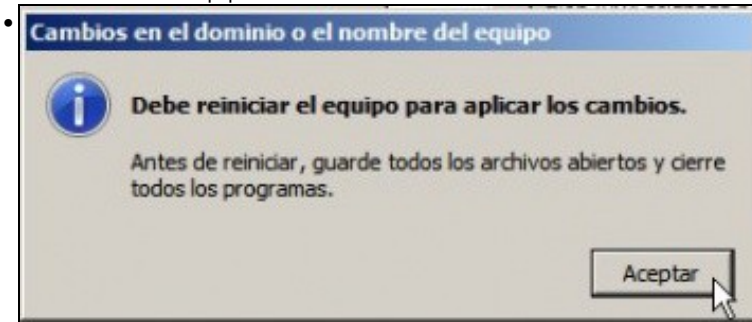 Cambios en el dominio o el nombre del equipo
Debe reiniciar el equipo para aplicar los cambios.
Antes de reiniciar, guarde todos los archivos abiertos y cierre
todos los programas.
Aceptar